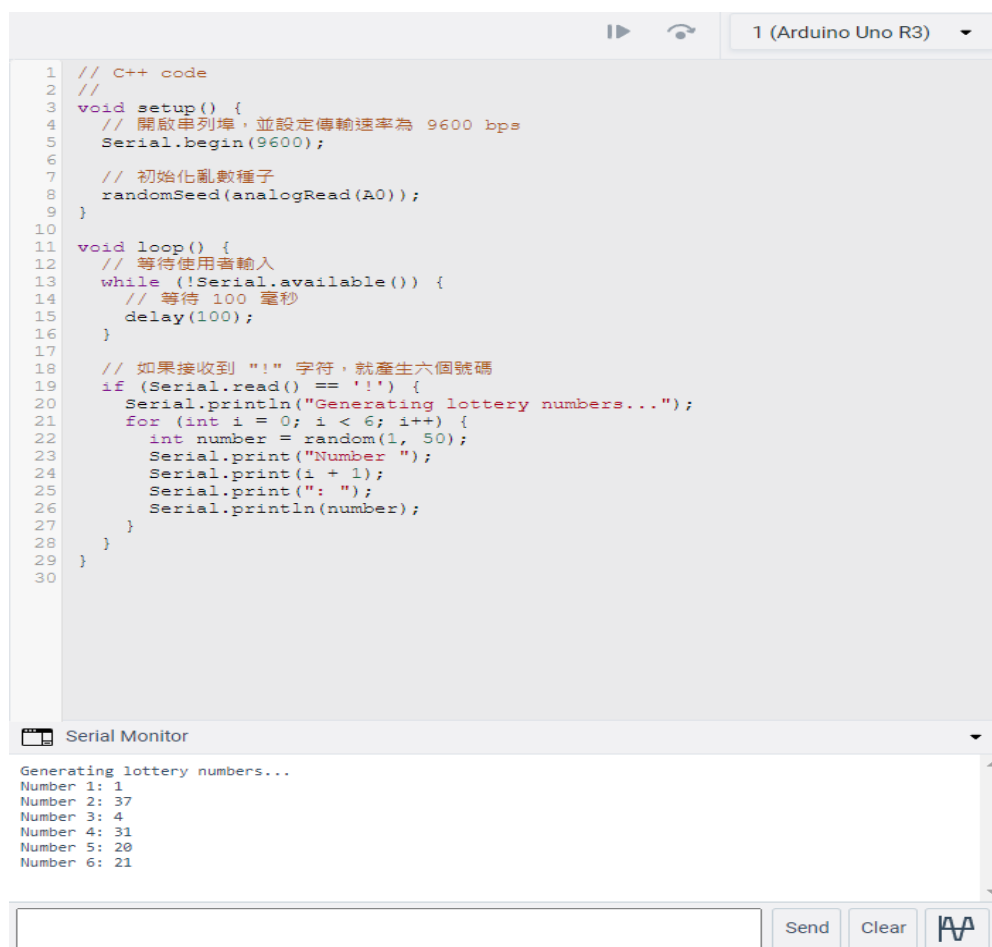 1 (Arduino Uno R3)
1 // C++ code
2 //
3 void setup() {
4   // 開啟串列埠，並設定傳輸速率為 9600 bps
5   Serial.begin(9600);
6
7   // 初始化亂數種子
8   randomSeed(analogRead(A0));
9 }
10
11 void loop() {
12   // 等待使用者輸入
13   while (!Serial.available()) {
14     // 等待 100 毫秒
15     delay(100);
16   }
17
18   // 如果接收到 "!" 字符，就產生六個號碼
19   if (Serial.read() == '!') {
20     Serial.println("Generating lottery numbers...");
21     for (int i = 0; i < 6; i++) {
22       int number = random(1, 50);
23       Serial.print("Number ");
24       Serial.print(i + 1);
25       Serial.print(": ");
26       Serial.println(number);
27     }
28   }
29 }
30
Serial Monitor
Generating lottery numbers...
Number 1: 1
Number 2: 37
Number 3: 4
Number 4: 31
Number 5: 20
Number 6: 21
Send Clear